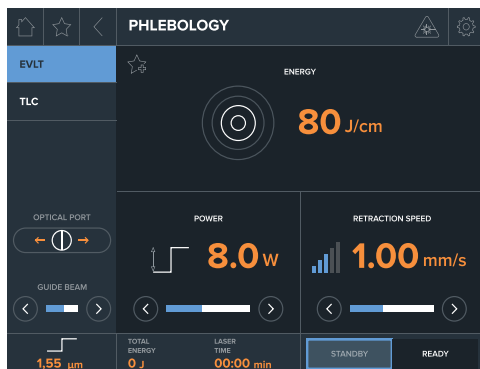 PHLEBOLOGY
EVLT
TLC
ENERGY
80 J/cm
OPTICAL PORT
GUIDE BEAM
POWER
8.0 W
RETRACTION SPEED
1.00 mm/s
1,55 μm
TOTAL
ENERGY
0 J
LASER
TIME
00:00 min
STANDBY
READY